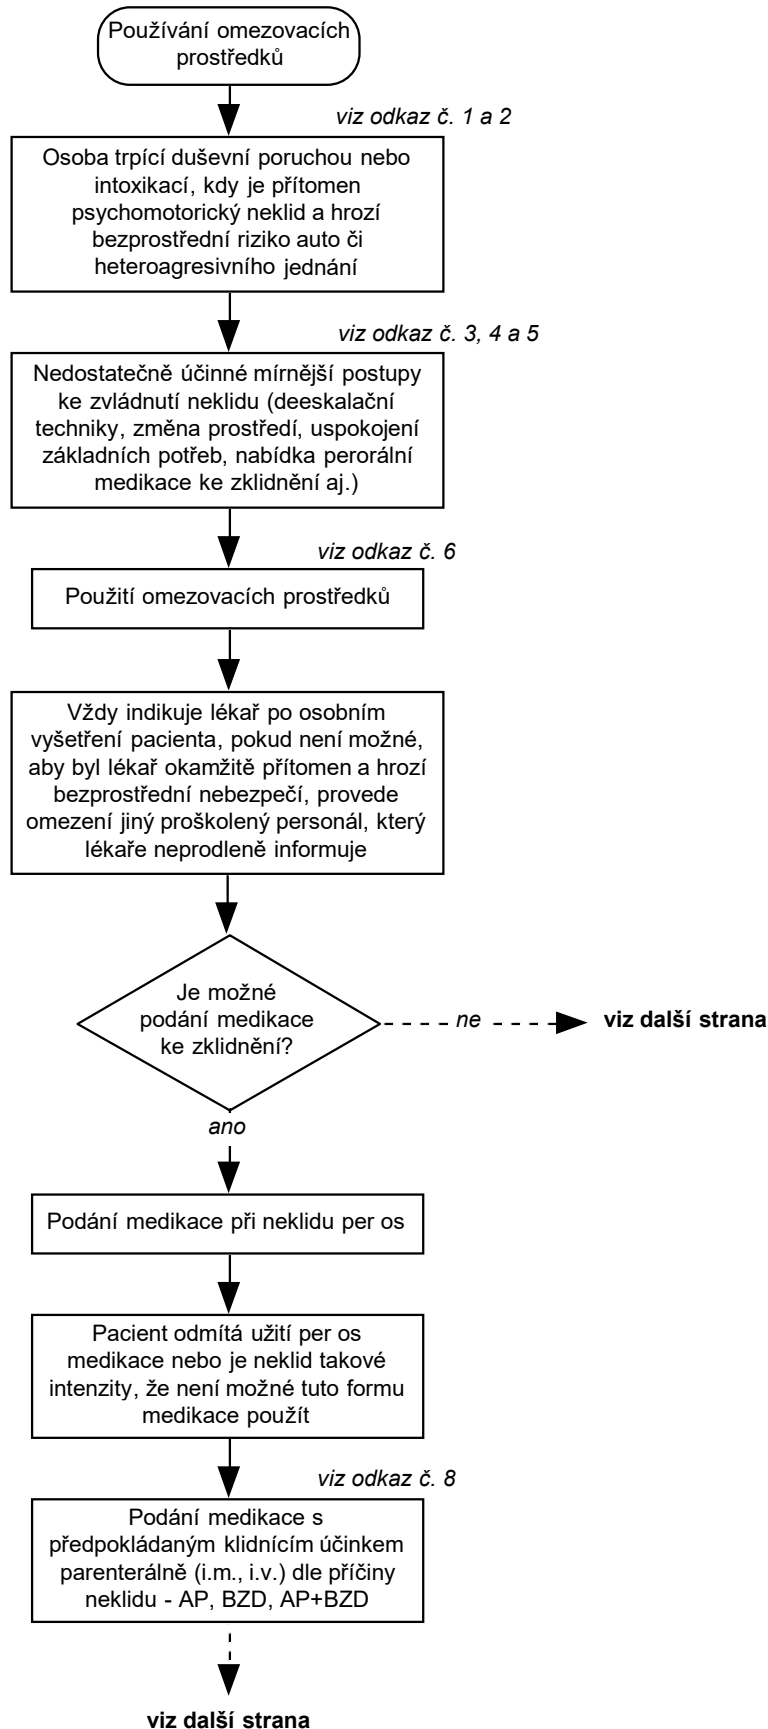 Používání omezovacích
prostředků
viz odkaz č. 1 a 2
Osoba trpící duševní poruchou nebo
intoxikací, kdy je přítomen
psychomotorický neklid a hrozí
bezprostřední riziko auto či
heteroagresivního jednání
viz odkaz č. 3, 4 a 5
Nedostatečně účinné mírnější postupy
ke zvládnutí neklidu (deeskalační
techniky, změna prostředí, uspokojení
základních potřeb, nabídka perorální
medikace ke zklidnění aj.)
viz odkaz č. 6
Použití omezovacích prostředků
Vždy indikuje lékař po osobním
vyšetření pacienta, pokud není možné,
aby byl lékař okamžitě přítomen a hrozí
bezprostřední nebezpečí, provede
omezení jiný proškolený personál, který
lékaře neprodleně informuje
Je možné
podání medikace
ke zklidnění?
ne
viz další strana
ano
Podání medikace při neklidu per os
Pacient odmítá užití per os
medikace nebo je neklid takové
intenzity, že není možné tuto formu
medikace použít
viz odkaz č. 8
Podání medikace s
předpokládaným klidnícím účinkem
parenterálně (i.m., i.v.) dle příčiny
neklidu - AP, BZD, AP+BZD
viz další strana